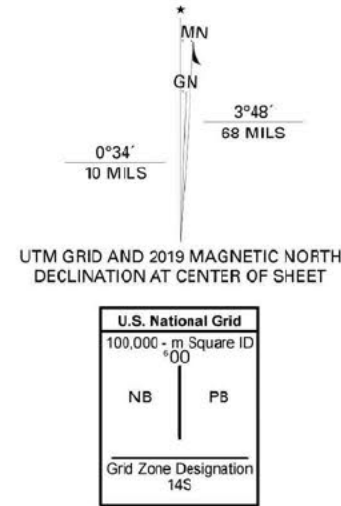 ★
MN
GN
3°48´
68 MILS
0°34´
10 MILS
UTM GRID AND 2019 MAGNETIC NORTH
DECLINATION AT CENTER OF SHEET
U.S. National Grid
100,000 - m Square ID
⁶00
NB PB
Grid Zone Designation
14S